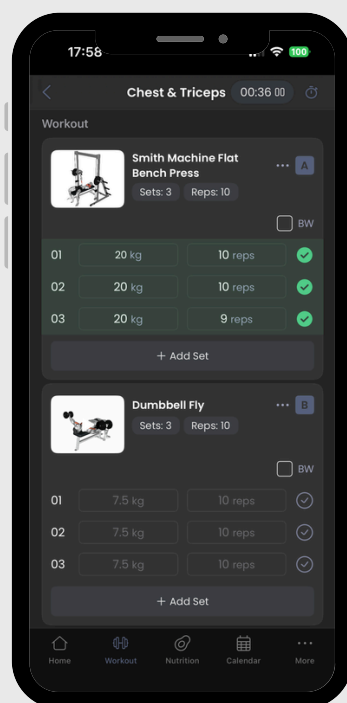 17:58
100
Chest & Triceps 00:36 00
Workout
Smith Machine Flat
Bench Press
A
Sets: 3 Reps: 10
BW
01 20 kg 10 reps
02 20 kg 10 reps
03 20 kg 9 reps
+ Add Set
Dumbbell Fly
B
Sets: 3 Reps: 10
BW
01 7.5 kg 10 reps
02 7.5 kg 10 reps
03 7.5 kg 10 reps
+ Add Set
Home Workout Nutrition Calendar More